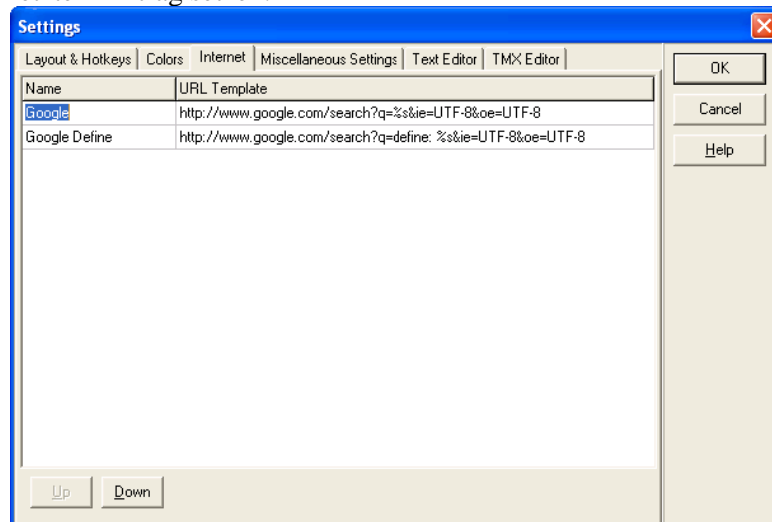 Settings
Layout & Hotkeys Colors Internet Miscellaneous Settings Text Editor TMX Editor
OK
Name URL Template
Google http://www.google.com/search?q=%s&ie=UTF-8&oe=UTF-8
Cancel
Google Define http://www.google.com/search?q=define: %s&ie=UTF-8&oe=UTF-8
Help
Up Down